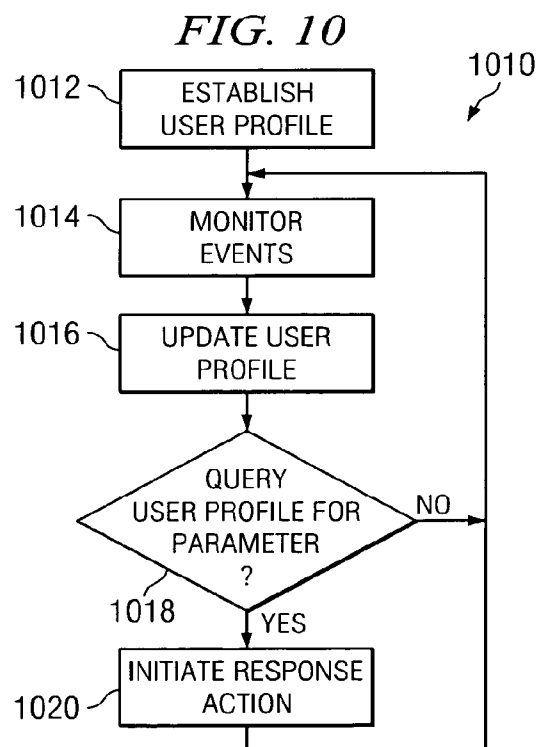 FIG. 10
1010
1012
ESTABLISH
USER PROFILE
1014
MONITOR
EVENTS
1016
UPDATE USER
PROFILE
QUERY
USER PROFILE FOR
PARAMETER
?
NO
1018
YES
1020
INITIATE RESPONSE
ACTION